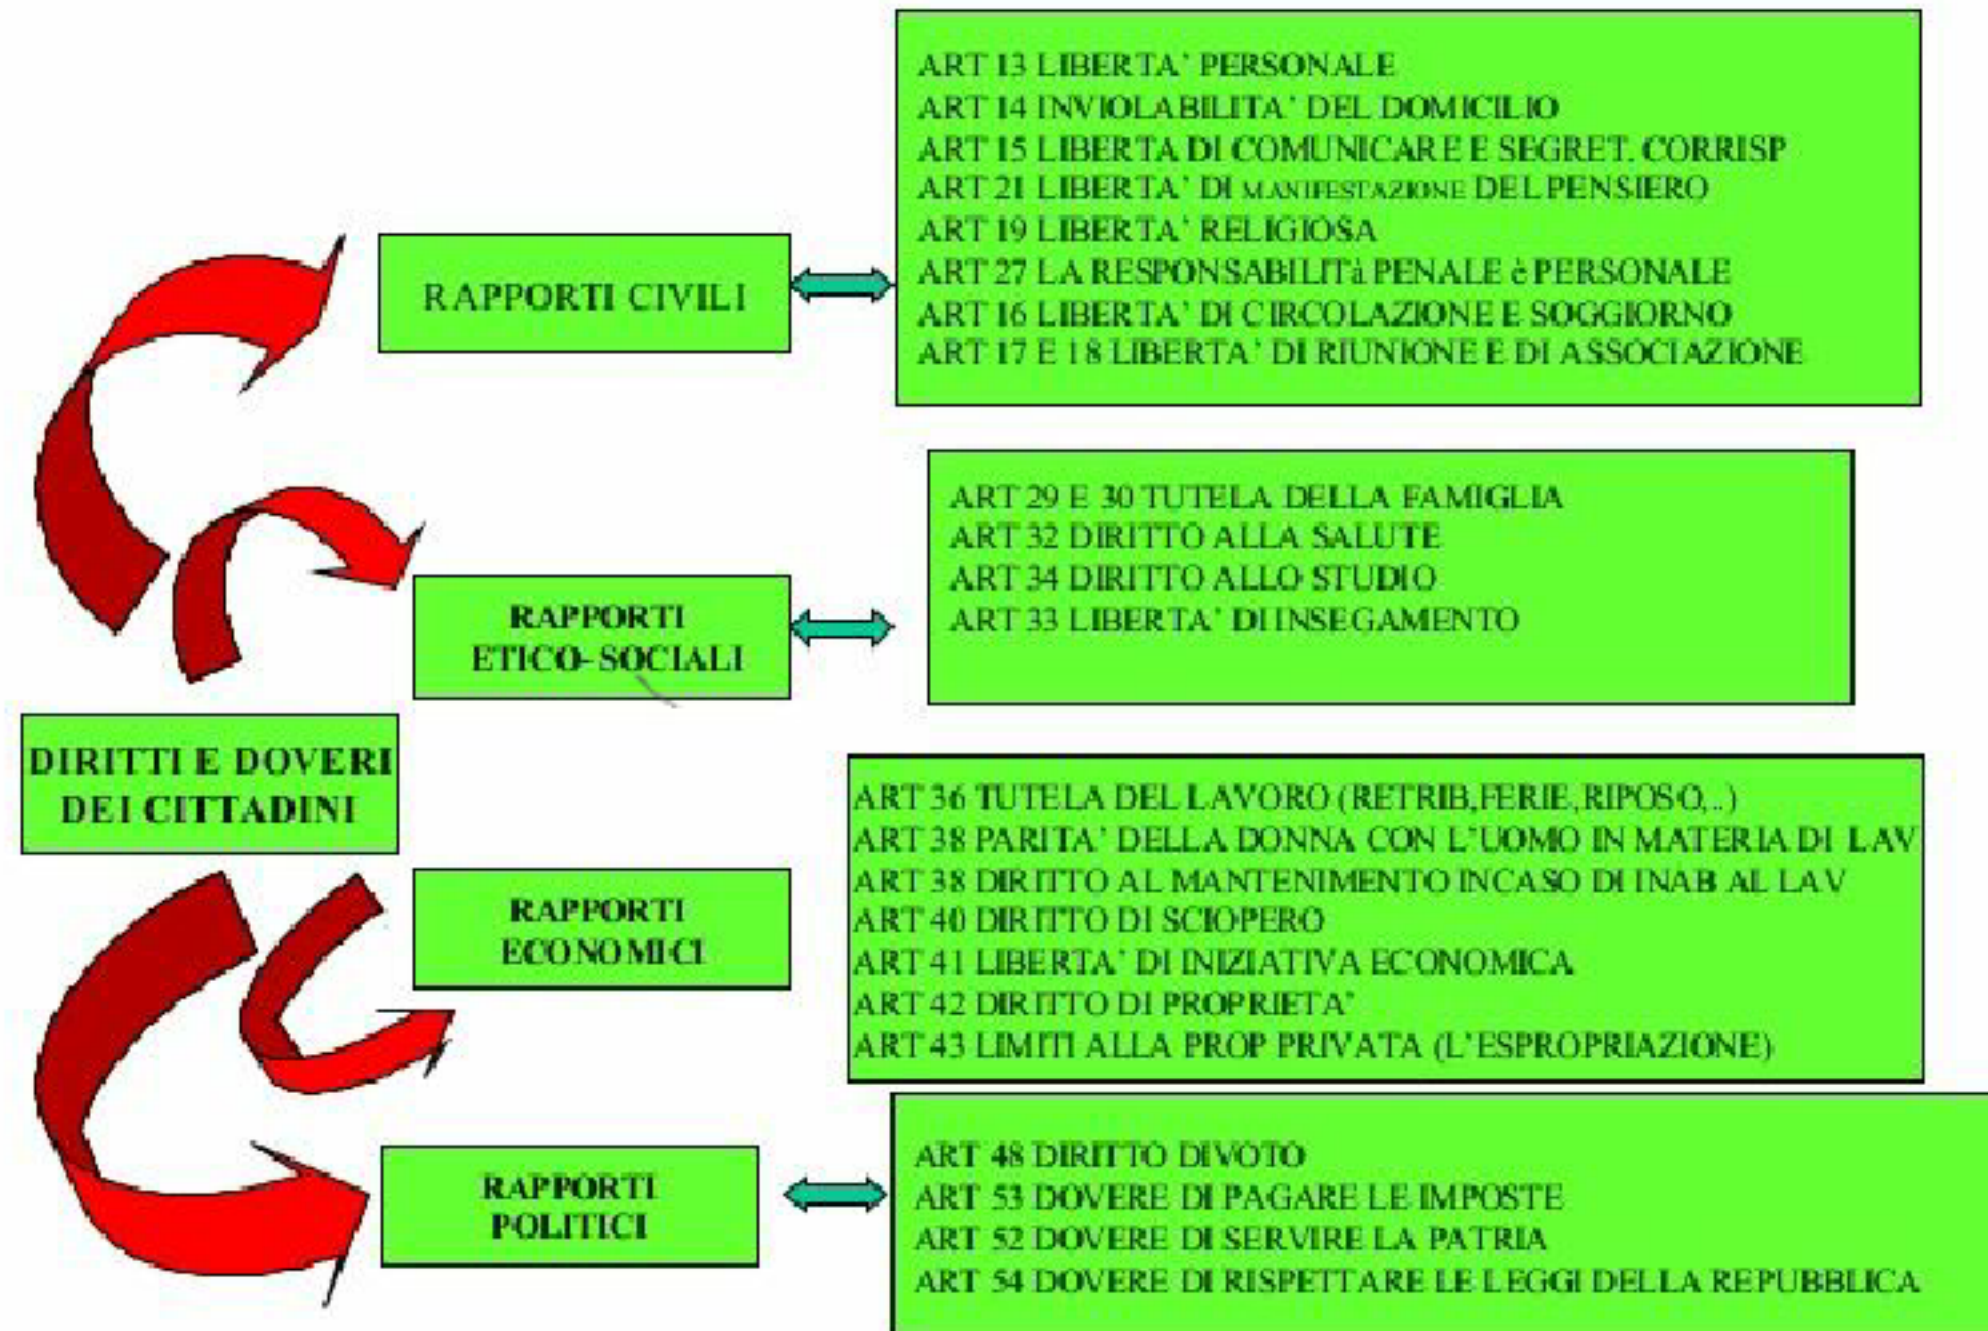 ART 13 LIBERTA' PERSONALE
ART 14 INVIOLABILITA' DEL DOMICILIO
ART 15 LIBERTA DI COMUNICARE E SEGRET. CORRISP
ART 21 LIBERTA' DI MANIFESTAZIONE DEL PENSIERO
ART 19 LIBERTA' RELIGIOSA
ART 27 LA RESPONSABILITà PENALE è PERSONALE
ART 16 LIBERTA' DI CIRCOLAZIONE E SOGGIORNO
ART 17 E 18 LIBERTA' DI RIUNIONE E DI ASSOCIAZIONE
RAPPORTI CIVILI
ART 29 E 30 TUTELA DELLA FAMIGLIA
ART 32 DIRITTO ALLA SALUTE
ART 34 DIRITTO ALLO STUDIO
ART 33 LIBERTA' DI INSEGAMENTO
RAPPORTI
ETICO-SOCIALI
DIRITTI E DOVERI
DEI CITTADINI
ART 36 TUTELA DEL LAVORO (RETRIB,FERIE,RIPOSO,..)
ART 38 PARITA' DELLA DONNA CON L'UOMO IN MATERIA DI LAV
ART 38 DIRITTO AL MANTENIMENTO INCASO DI INAB AL LAV
ART 40 DIRITTO DI SCIOPERO
ART 41 LIBERTA' DI INIZIATIVA ECONOMICA
ART 42 DIRITTO DI PROPRIETA'
ART 43 LIMITI ALLA PROP PRIVATA (L'ESPROPRIAZIONE)
RAPPORTI
ECONOMICI
RAPPORTI
POLITICI
ART 48 DIRITTO DI VOTO
ART 53 DOVERE DI PAGARE LE IMPOSTE
ART 52 DOVERE DI SERVIRE LA PATRIA
ART 54 DOVERE DI RISPETTARE LE LEGGI DELLA REPUBBLICA